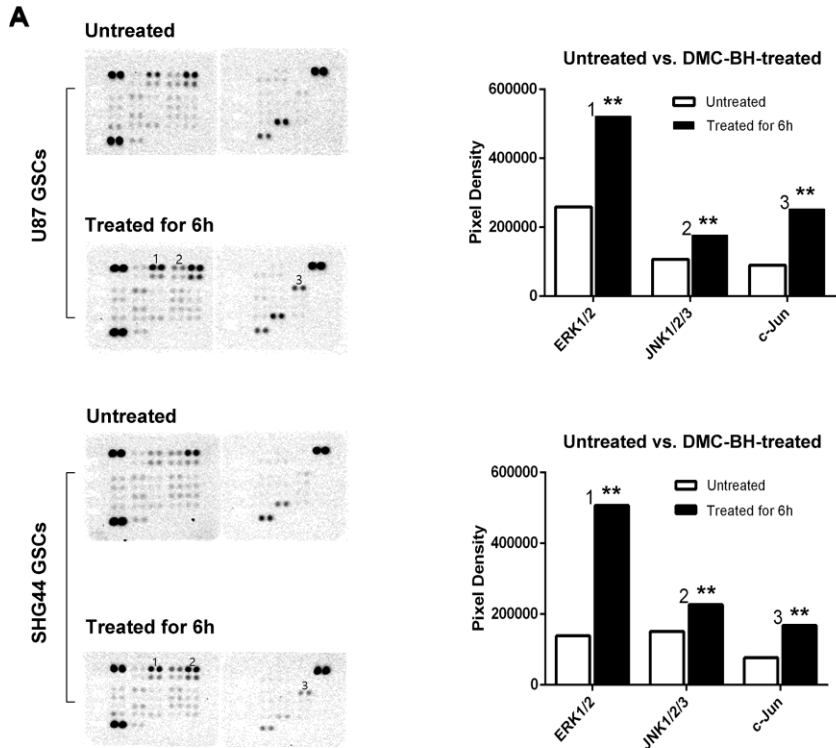 A
Untreated
U87 GSCs
Treated for 6h
1 2
3
Untreated vs. DMC-BH-treated
Untreated
Treated for 6h
Pixel Density
600000
400000
200000
0
1 **
2 **
3 **
ERK1/2
JNK1/2/3
c-Jun
Untreated
SHG44 GSCs
Treated for 6h
1 2
3
Untreated vs. DMC-BH-treated
Untreated
Treated for 6h
Pixel Density
600000
400000
200000
0
1 **
2 **
3 **
ERK1/2
JNK1/2/3
c-Jun